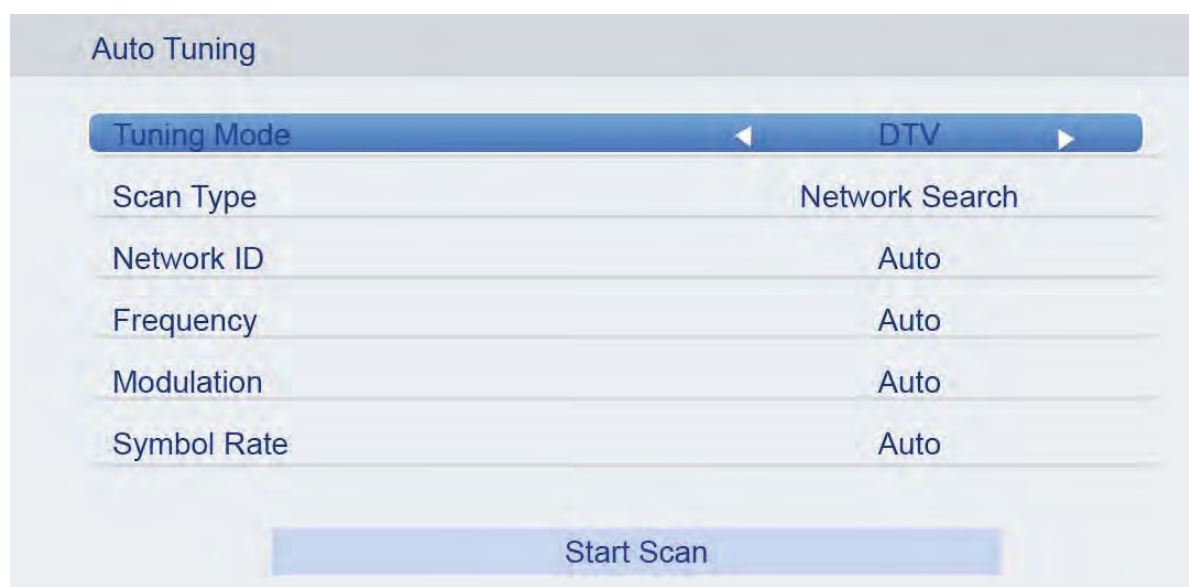 Auto Tuning
Tuning Mode DTV
Scan Type Network Search
Network ID Auto
Frequency Auto
Modulation Auto
Symbol Rate Auto
Start Scan